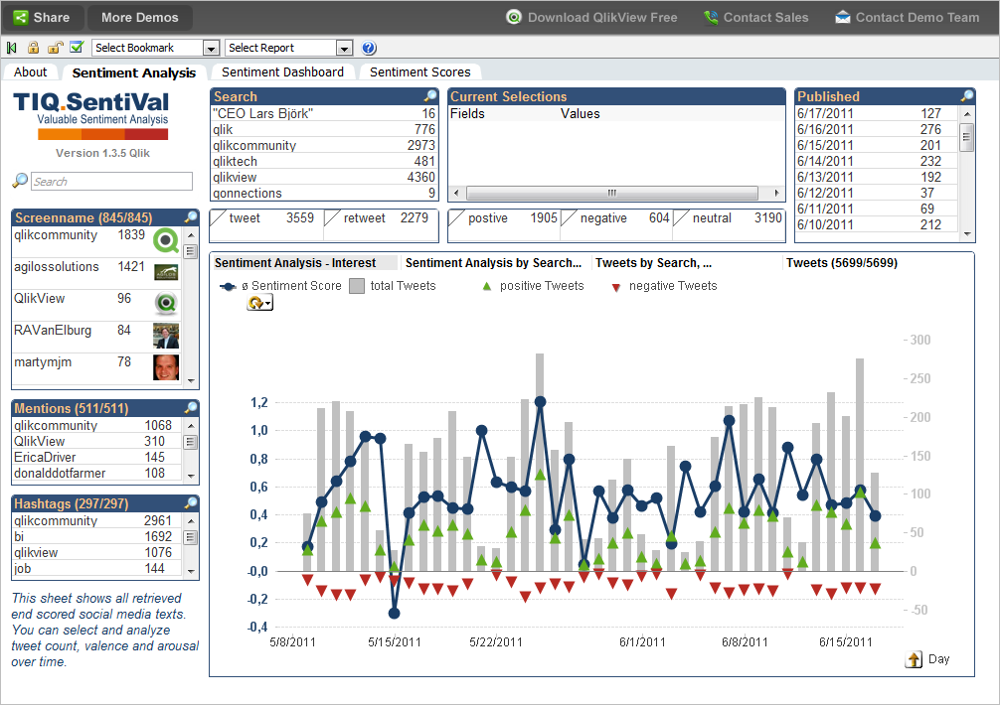 Share
More Demos
Download QlikView Free
Contact Sales
Contact Demo Team
Select Bookmark
Select Report
About
Sentiment Analysis
Sentiment Dashboard
Sentiment Scores
TIQ.SentiVal
Valuable Sentiment Analysis
Version 1.3.5 Qlik
Search
Screenname (845/845)
qlikcommunity 1839
agilossolutions 1421
QlikView 96
RAVanElburg 84
martymjm 78
Mentions (511/511)
qlikcommunity 1068
QlikView 310
EricaDriver 145
donalddotfarmer 108
Hashtags (297/297)
qlikcommunity 2961
bi 1692
qlikview 1076
job 144
This sheet shows all retrieved
end scored social media texts.
You can select and analyze
tweet count, valence and arousal
over time.
Search
"CEO Lars Björk" 16
qlik 776
qlikcommunity 2973
qliktech 481
qlikview 4360
qonnections 9
tweet 3559
retweet 2279
Current Selections
Fields Values
postive 1905
negative 604
neutral 3190
Published
6/17/2011 127
6/16/2011 276
6/15/2011 201
6/14/2011 232
6/13/2011 192
6/12/2011 37
6/11/2011 69
6/10/2011 212
Sentiment Analysis - Interest
Sentiment Analysis by Search...
Tweets by Search, ...
Tweets (5699/5699)
ø Sentiment Score
total Tweets
positive Tweets
negative Tweets
1,2
1,0
0,8
0,6
0,4
0,2
-0,0
-0,2
-0,4
300
250
200
150
100
50
0
-50
5/8/2011
5/15/2011
5/22/2011
6/1/2011
6/8/2011
6/15/2011
Day